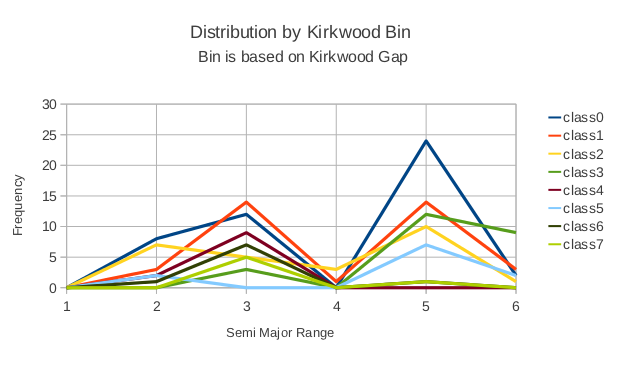 Distribution by Kirkwood Bin
Bin is based on Kirkwood Gap
30
25
20
15
10
5
0
Frequency
1 2 3 4 5 6
Semi Major Range
class0
class1
class2
class3
class4
class5
class6
class7